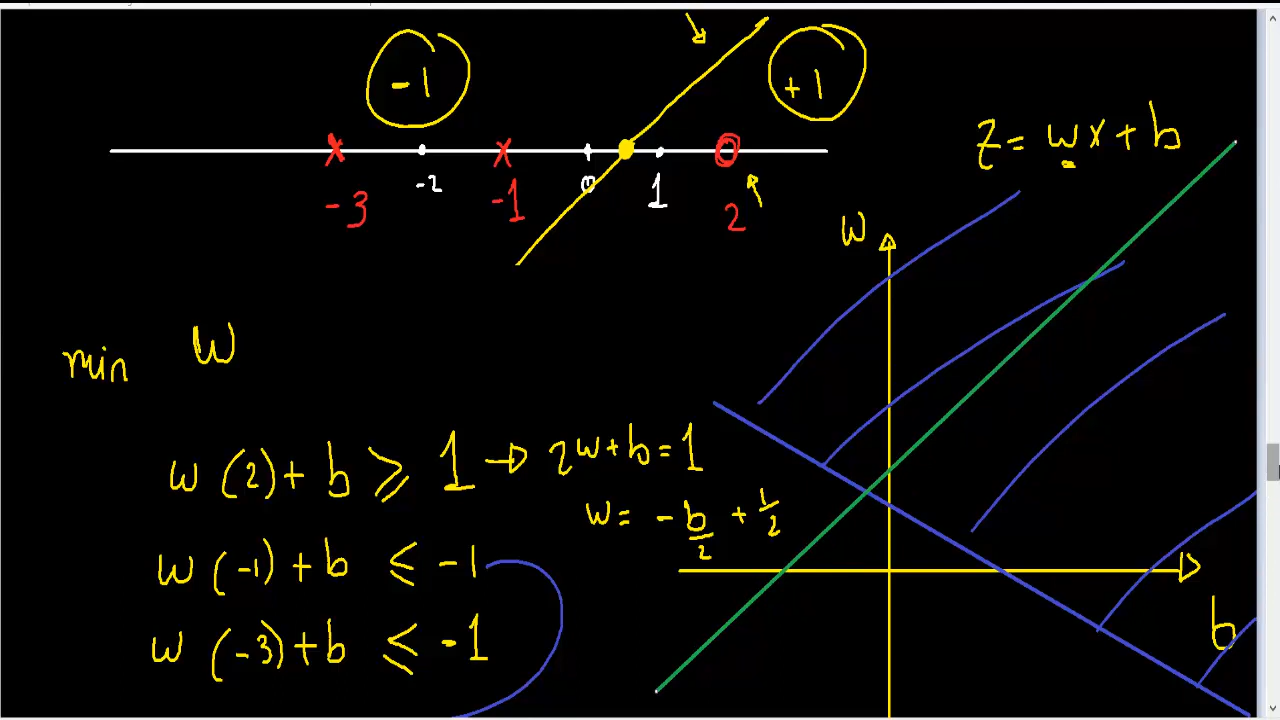 -1
+1
-3
-2
-1
0
1
2
z = wx + b
w
min w
w(2) + b ≥ 1 → 2w + b = 1
w = -b/2 + 1/2
w(-1) + b ≤ -1
w(-3) + b ≤ -1
b